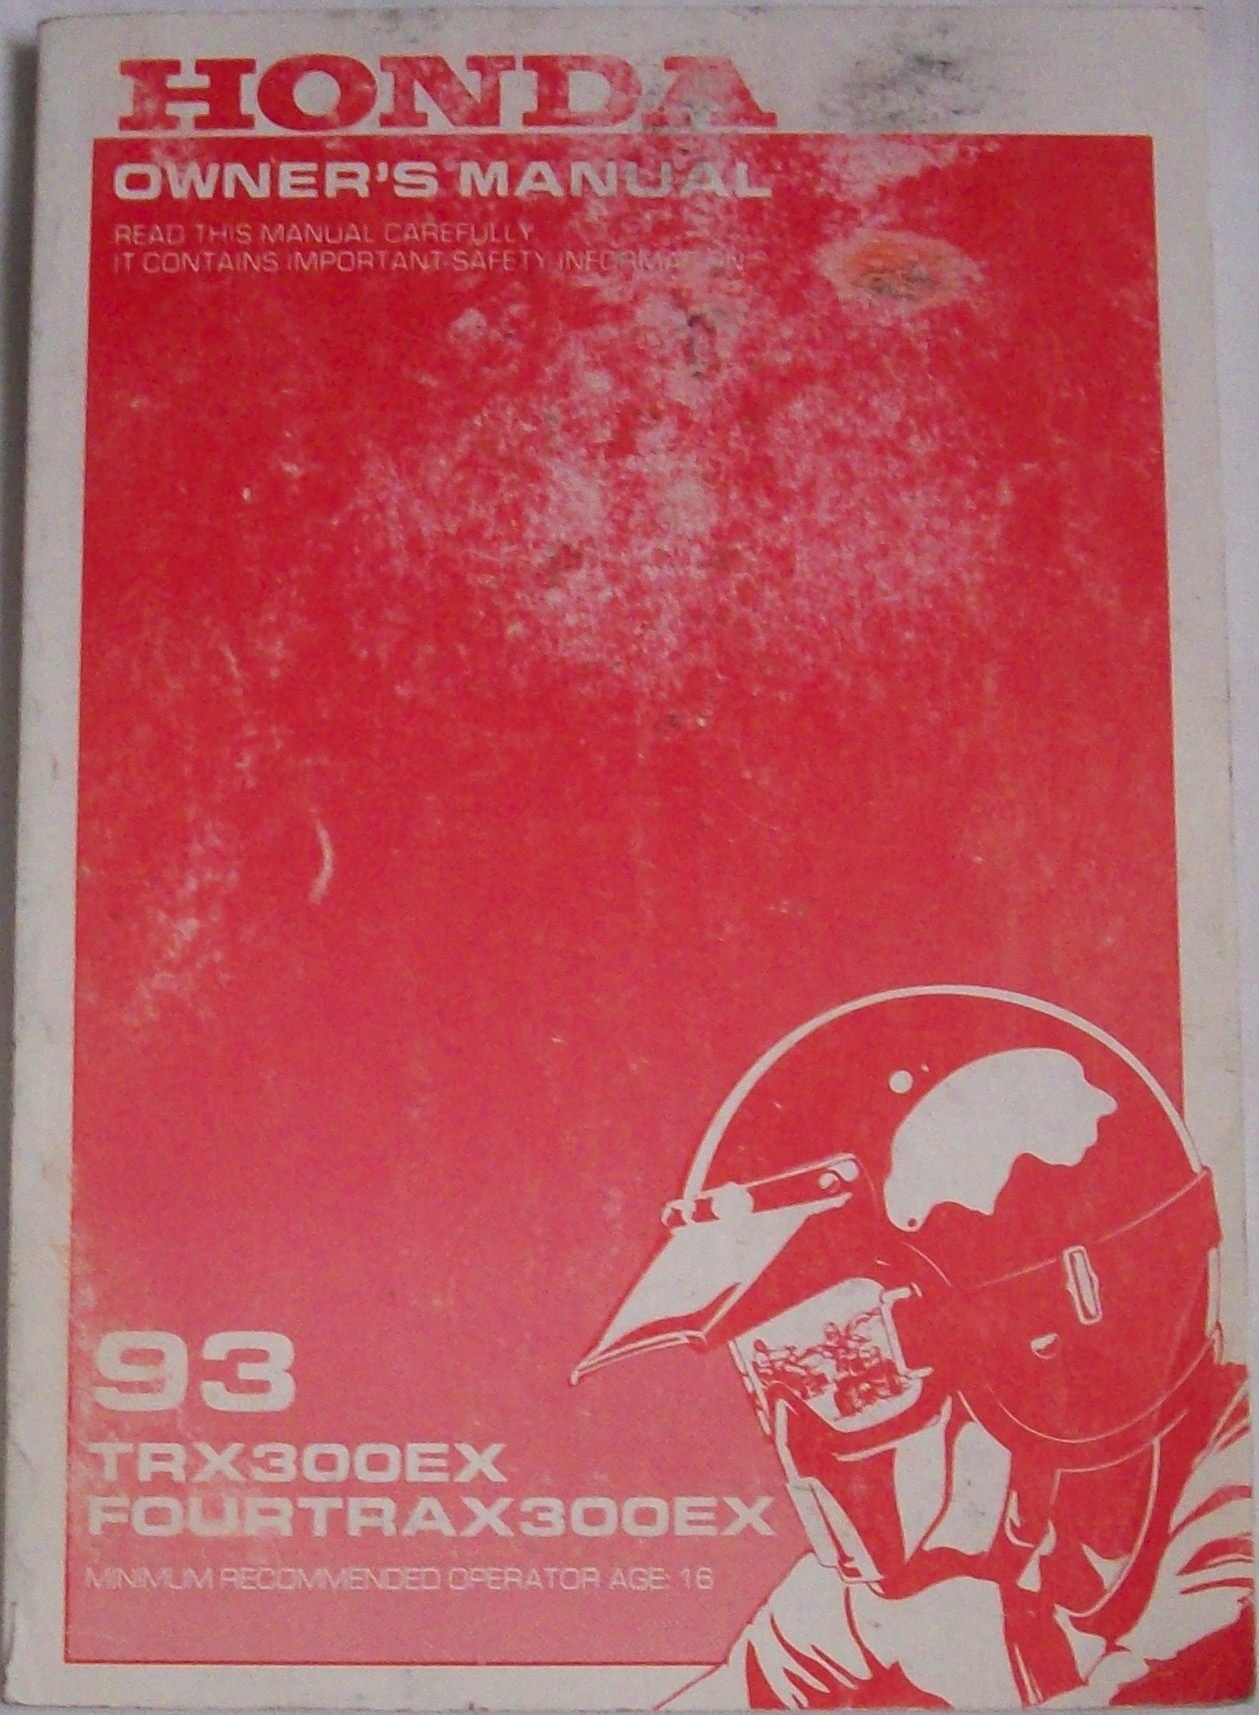 HONDA
OWNER'S MANUAL
READ THIS MANUAL CAREFULLY.
IT CONTAINS IMPORTANT SAFETY INFORMATION.
93
TRX300EX
FOURTRAX300EX
MINIMUM RECOMMENDED OPERATOR AGE: 16